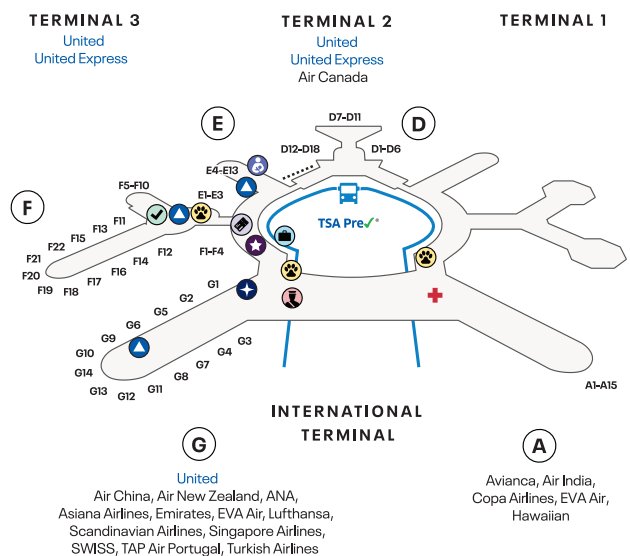 TERMINAL 3
United
United Express
TERMINAL 2
United
United Express
Air Canada
TERMINAL 1
D7-D11
E
D
D12-D18
D1-D6
E4-E13
F5-F10
E1-E3
F
F11
F13
F15
F22
F21
F20
F19
F18
F17
F16
F14
F12
F1-F4
TSA Pre✓®
G1
G2
G5
G6
G9
G10
G14
G13
G12
G11
G8
G7
G4
G3
A1-A15
INTERNATIONAL
TERMINAL
G
United
Air China, Air New Zealand, ANA,
Asiana Airlines, Emirates, EVA Air, Lufthansa,
Scandinavian Airlines, Singapore Airlines,
SWISS, TAP Air Portugal, Turkish Airlines
A
Avianca, Air India,
Copa Airlines, EVA Air,
Hawaiian